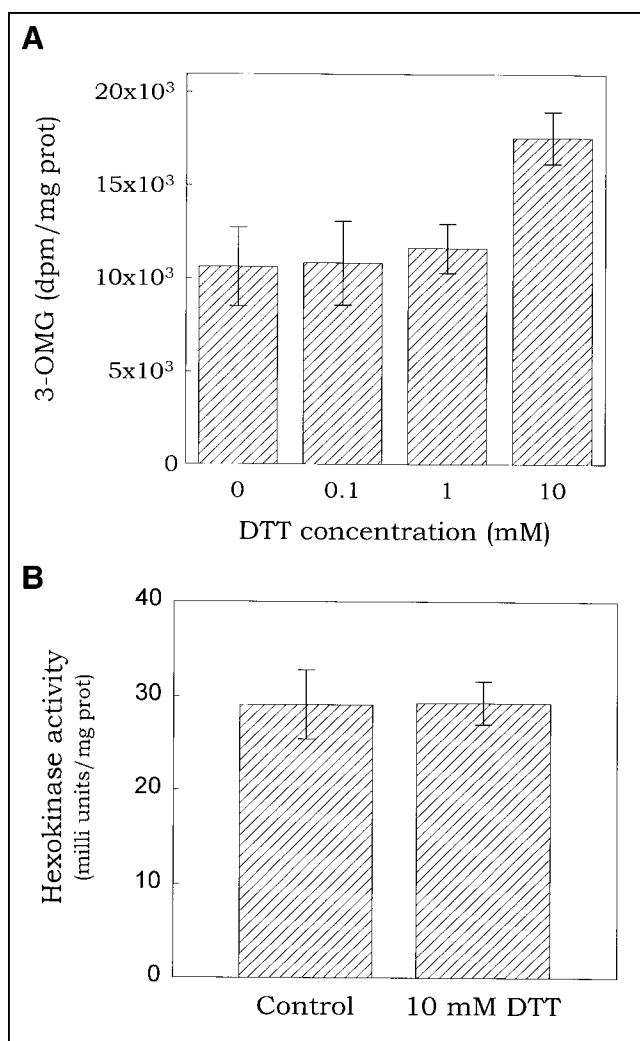 A
20x10³
15x10³
10x10³
5x10³
0
3-OMG (dpm/mg prot)
0 0.1 1 10
DTT concentration (mM)
B
40
30
20
10
0
Hexokinase activity
(milli units/mg prot)
Control 10 mM DTT